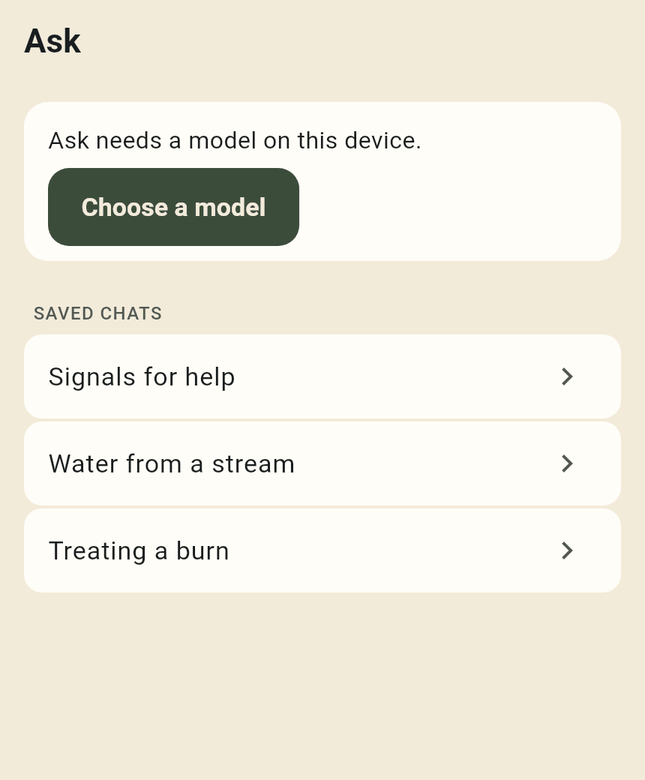 Ask
Ask needs a model on this device.
Choose a model
SAVED CHATS
Signals for help
Water from a stream
Treating a burn